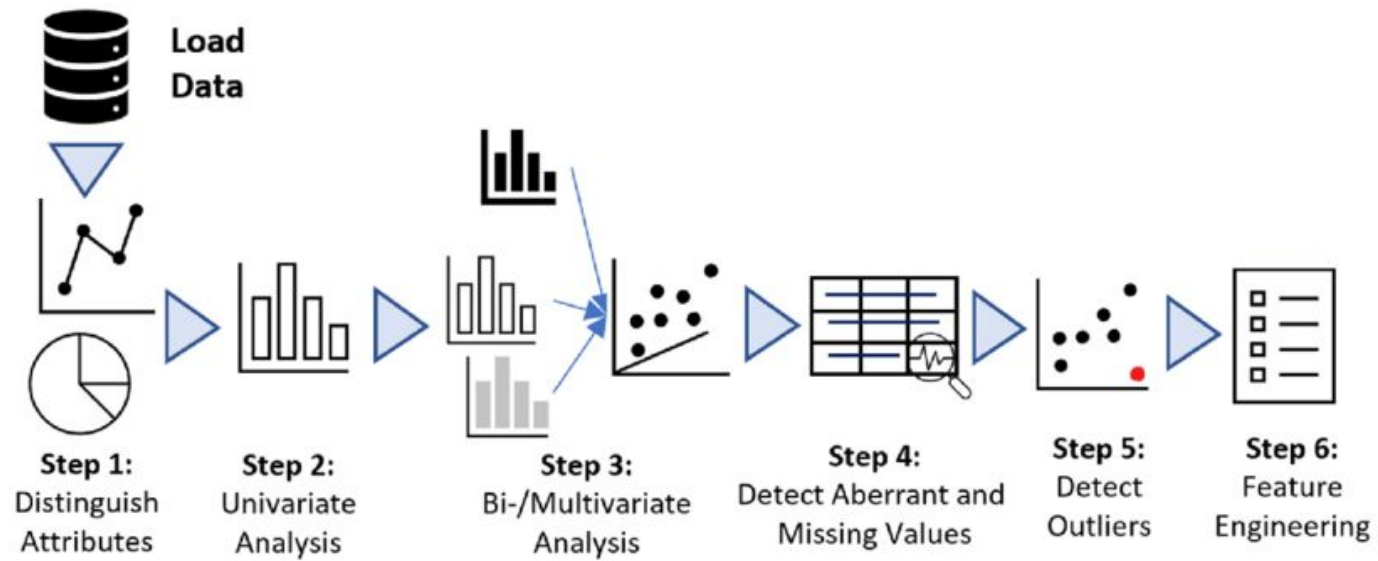 Load
Data
Step 1:
Distinguish
Attributes
Step 2:
Univariate
Analysis
Step 3:
Bi-/Multivariate
Analysis
Step 4:
Detect Aberrant and
Missing Values
Step 5:
Detect
Outliers
Step 6:
Feature
Engineering